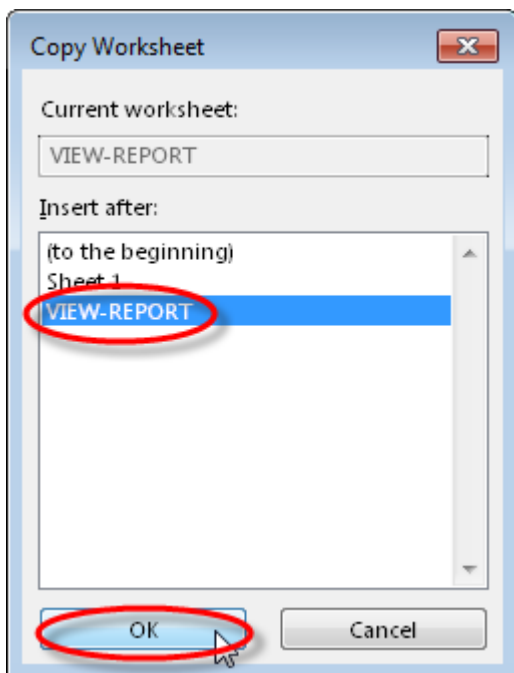 Copy Worksheet
Current worksheet:
VIEW-REPORT
Insert after:
(to the beginning)
Sheet 1
VIEW-REPORT
OK
Cancel